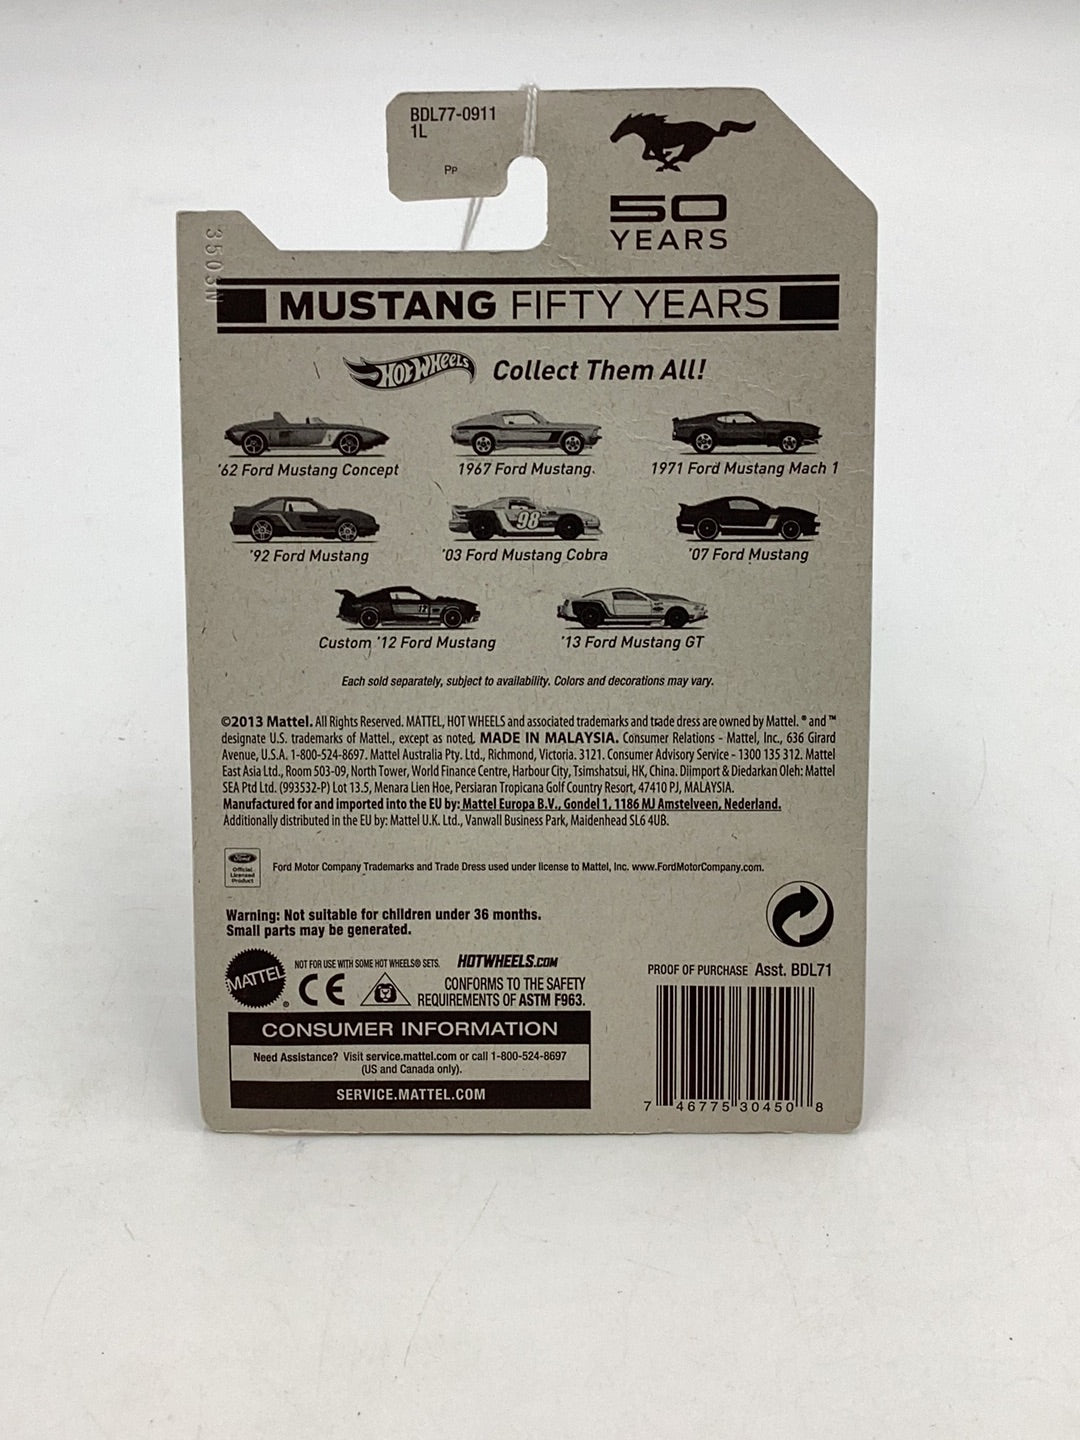 BDL77-0911
1L
PP
50
YEARS
3503N
MUSTANG FIFTY YEARS
HOT WHEELS Collect Them All!
'62 Ford Mustang Concept 1967 Ford Mustang 1971 Ford Mustang Mach 1
98
'92 Ford Mustang '03 Ford Mustang Cobra '07 Ford Mustang
12
Custom '12 Ford Mustang '13 Ford Mustang GT
Each sold separately, subject to availability. Colors and decorations may vary.
©2013 Mattel. All Rights Reserved. MATTEL, HOT WHEELS and associated trademarks and trade dress are owned by Mattel. ® and ™
designate U.S. trademarks of Mattel., except as noted. MADE IN MALAYSIA. Consumer Relations - Mattel, Inc., 636 Girard
Avenue, U.S.A. 1-800-524-8697. Mattel Australia Pty. Ltd., Richmond, Victoria. 3121. Consumer Advisory Service - 1300 135 312. Mattel
East Asia Ltd., Room 503-09, North Tower, World Finance Centre, Harbour City, Tsimshatsui, HK, China. Diimport & Diedarkan Oleh: Mattel
SEA Ptd Ltd. (993532-P) Lot 13.5, Menara Lien Hoe, Persiaran Tropicana Golf Country Resort, 47410 PJ, MALAYSIA.
Manufactured for and imported into the EU by: Mattel Europa B.V., Gondel 1, 1186 MJ Amstelveen, Nederland.
Additionally distributed in the EU by: Mattel U.K. Ltd., Vanwall Business Park, Maidenhead SL6 4UB.
Ford
Official
Licensed
Product
Ford Motor Company Trademarks and Trade Dress used under license to Mattel, Inc. www.FordMotorCompany.com.
Warning: Not suitable for children under 36 months.
Small parts may be generated.
MATTEL ®
NOT FOR USE WITH SOME HOT WHEELS® SETS. HOTWHEELS.COM
CE
CONFORMS TO THE SAFETY
REQUIREMENTS OF ASTM F963.
PROOF OF PURCHASE Asst. BDL71
CONSUMER INFORMATION
Need Assistance? Visit service.mattel.com or call 1-800-524-8697
(US and Canada only).
SERVICE.MATTEL.COM
7 46775 30450 8